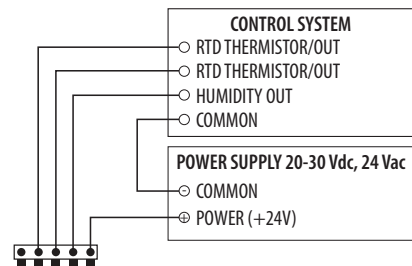 CONTROL SYSTEM
RTD THERMISTOR/OUT
RTD THERMISTOR/OUT
HUMIDITY OUT
COMMON
POWER SUPPLY 20-30 Vdc, 24 Vac
- COMMON
+ POWER (+24V)